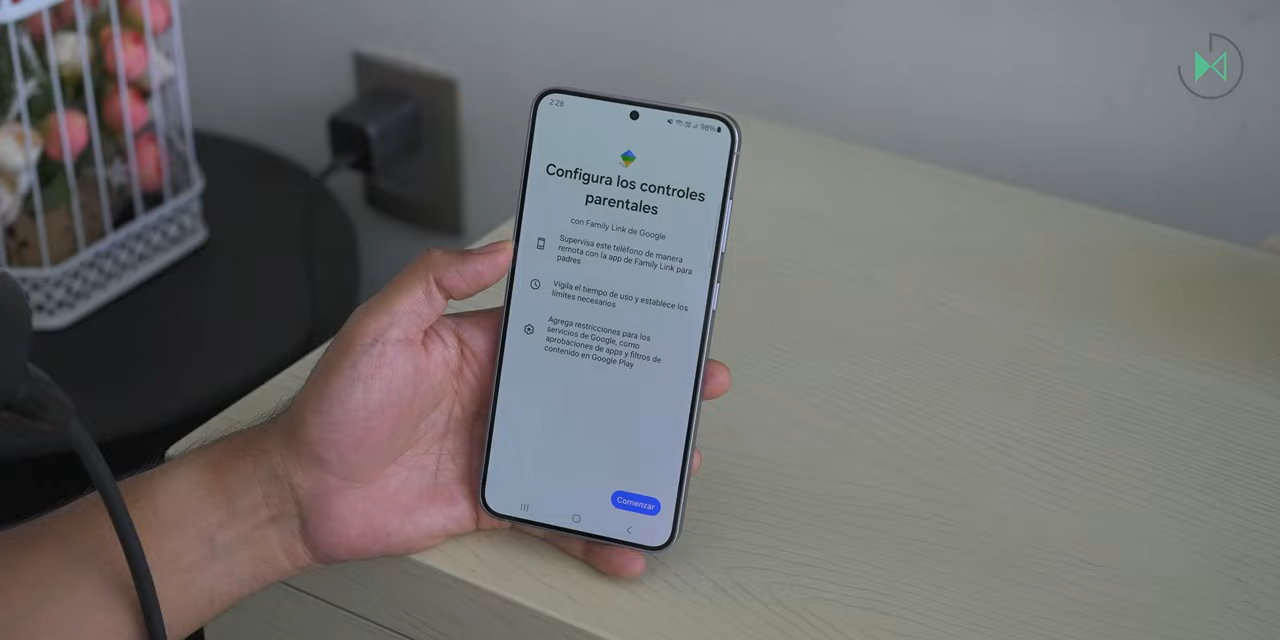 2:28
98%
Configura los controles
parentales
con Family Link de Google
Supervisa este teléfono de manera
remota con la app de Family Link para
padres
Vigila el tiempo de uso y establece los
límites necesarios
Agrega restricciones para los
servicios de Google, como
aprobaciones de apps y filtros de
contenido en Google Play
Comenzar